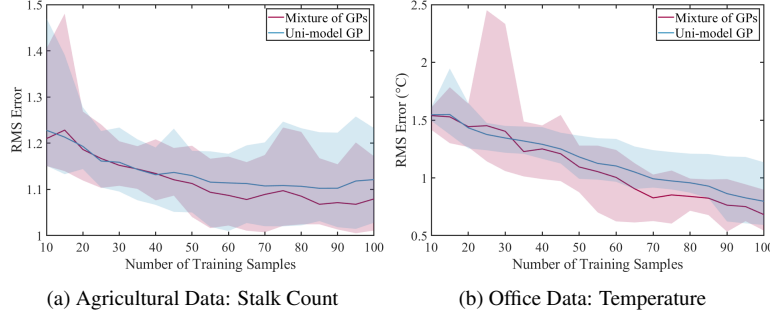 1.5
1.4
1.3
1.2
1.1
1
10 20 30 40 50 60 70 80 90 100
RMS Error
Number of Training Samples
Mixture of GPs
Uni-model GP
(a) Agricultural Data: Stalk Count
2.5
2
1.5
1
0.5
10 20 30 40 50 60 70 80 90 100
RMS Error (°C)
Number of Training Samples
Mixture of GPs
Uni-model GP
(b) Office Data: Temperature